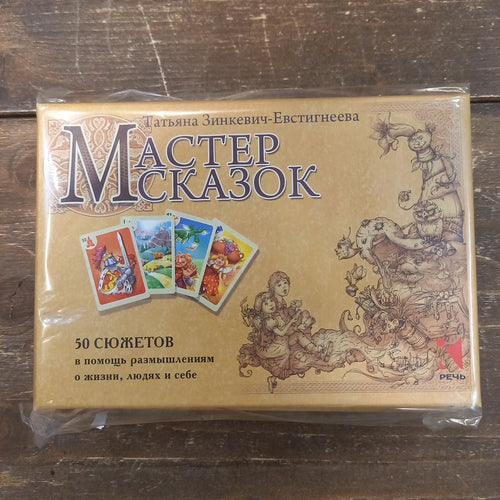 Татьяна Зинкевич-Евстигнеева
Мастер
сказок
50 СЮЖЕТОВ
в помощь размышлениям
о жизни, людях и себе
РЕЧЬ